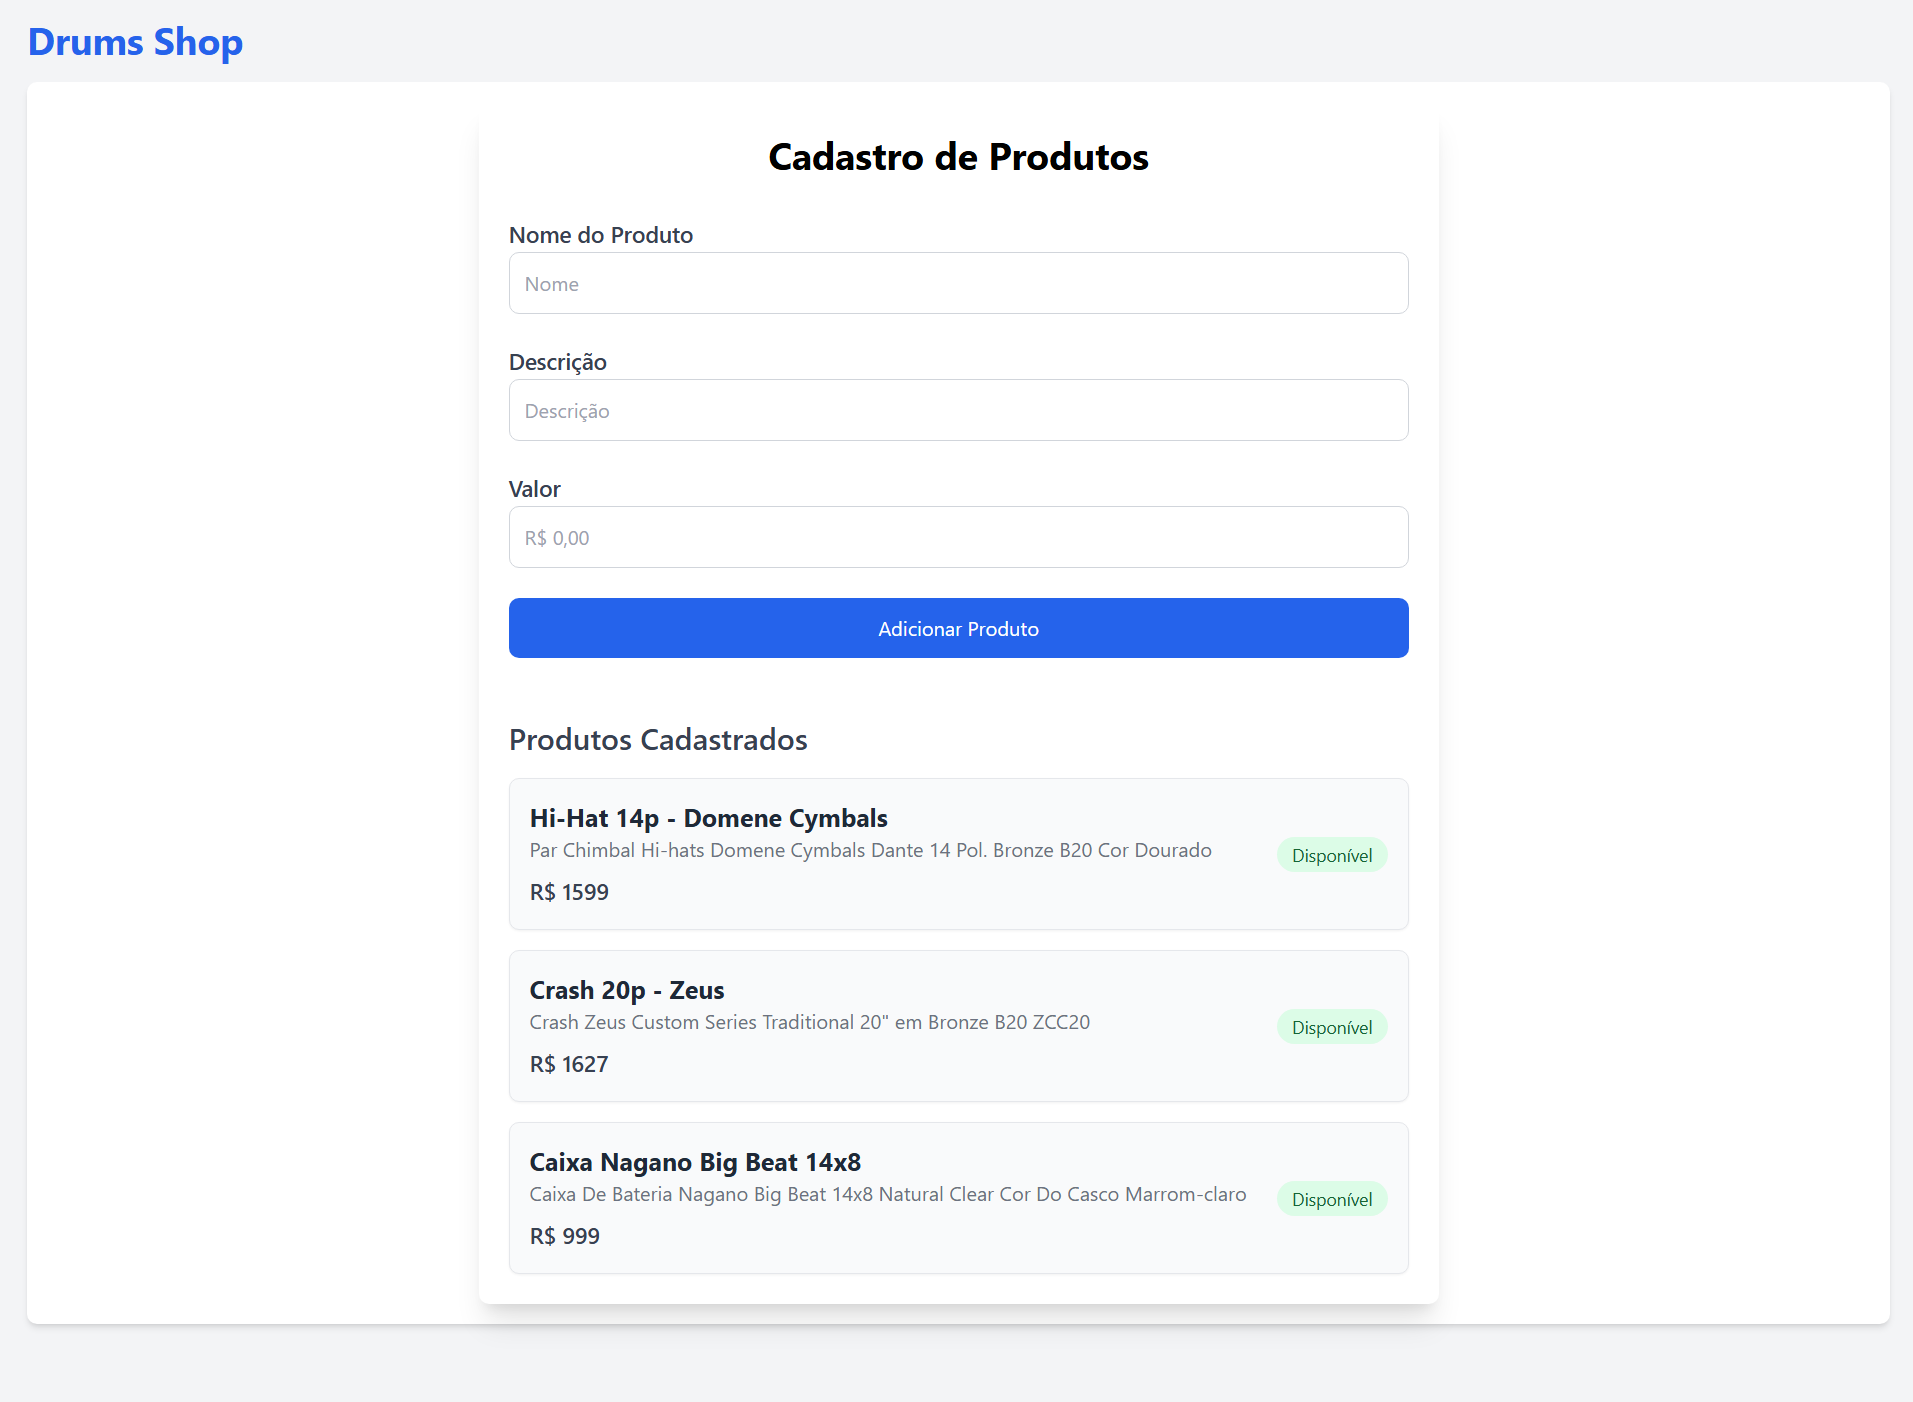 Drums Shop
Cadastro de Produtos
Nome do Produto
Nome
Descrição
Descrição
Valor
R$ 0,00
Adicionar Produto
Produtos Cadastrados
Hi-Hat 14p - Domene Cymbals
Par Chimbal Hi-hats Domene Cymbals Dante 14 Pol. Bronze B20 Cor Dourado
Disponível
R$ 1599
Crash 20p - Zeus
Crash Zeus Custom Series Traditional 20" em Bronze B20 ZCC20
Disponível
R$ 1627
Caixa Nagano Big Beat 14x8
Caixa De Bateria Nagano Big Beat 14x8 Natural Clear Cor Do Casco Marrom-claro
Disponível
R$ 999